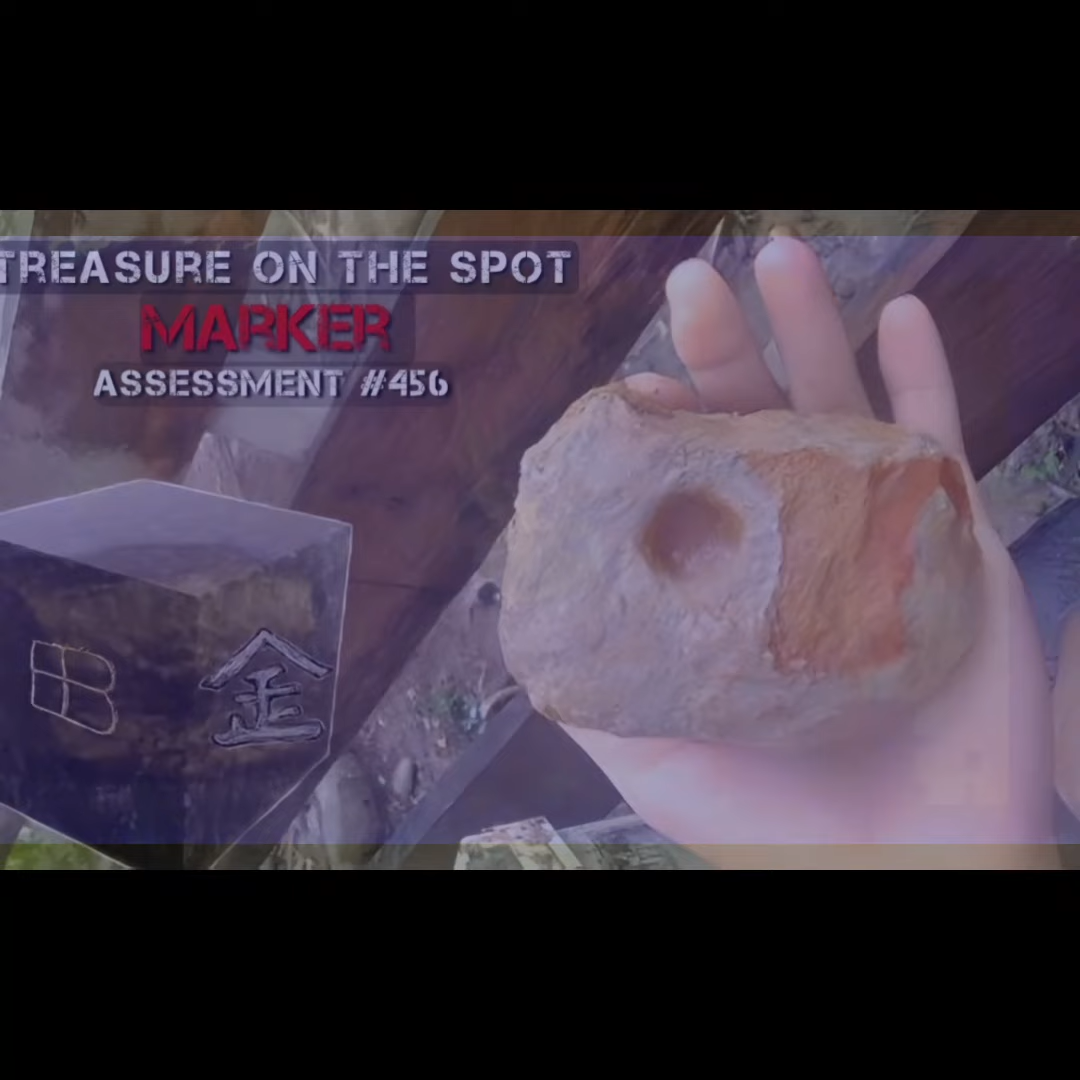 TREASURE ON THE SPOT
MARKER
ASSESSMENT #456
金